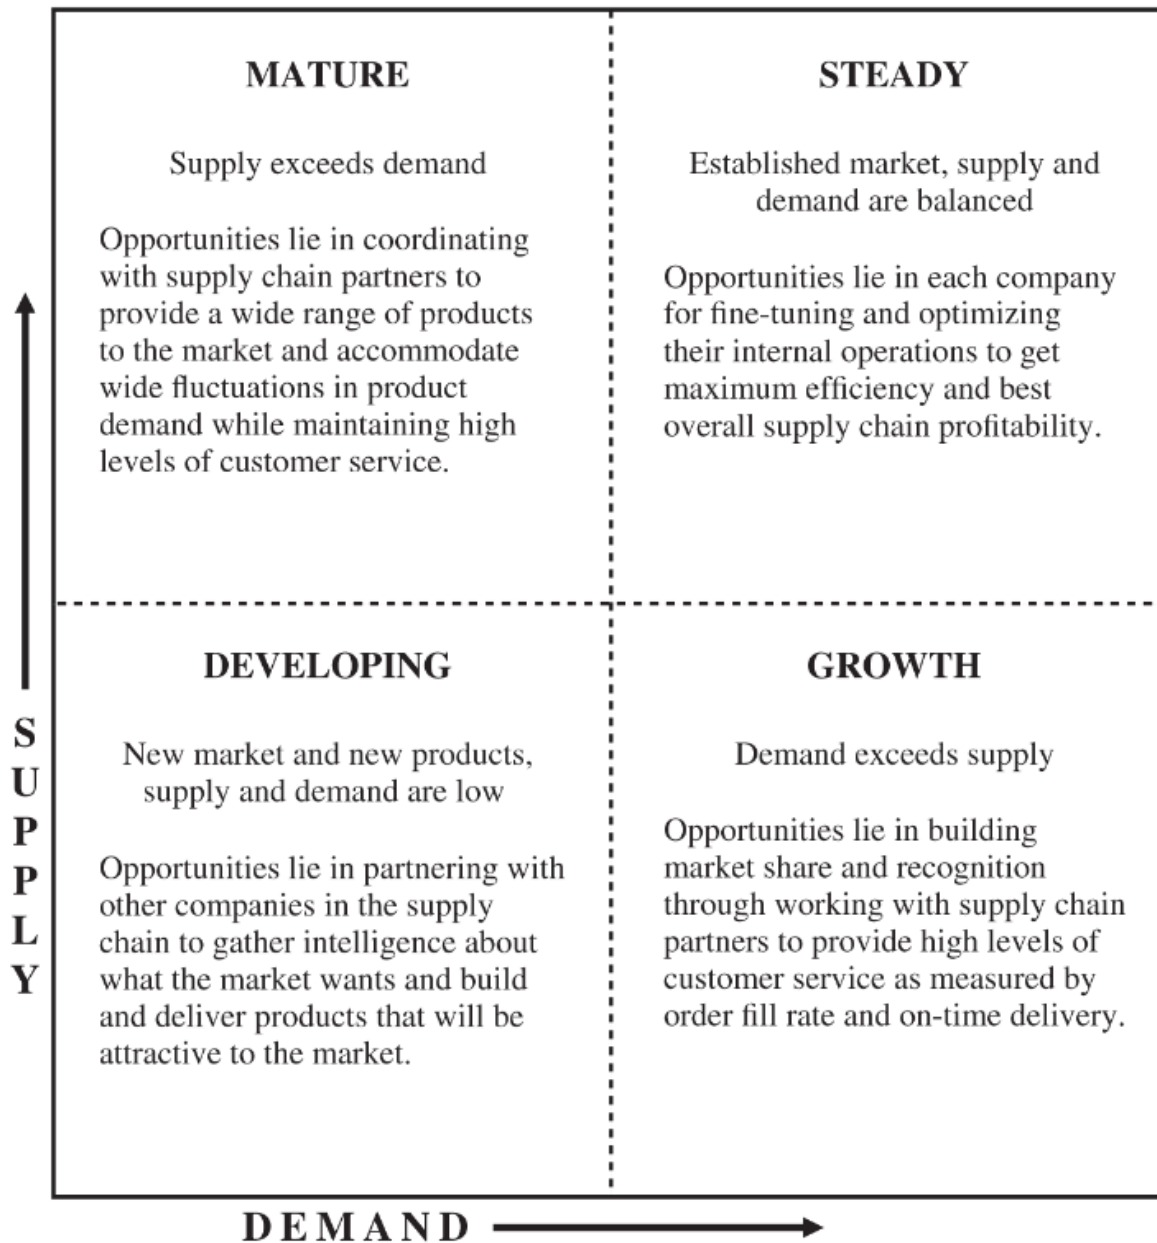 MATURE
Supply exceeds demand
Opportunities lie in coordinating
with supply chain partners to
provide a wide range of products
to the market and accommodate
wide fluctuations in product
demand while maintaining high
levels of customer service.
STEADY
Established market, supply and
demand are balanced
Opportunities lie in each company
for fine-tuning and optimizing
their internal operations to get
maximum efficiency and best
overall supply chain profitability.
DEVELOPING
New market and new products,
supply and demand are low
Opportunities lie in partnering with
other companies in the supply
chain to gather intelligence about
what the market wants and build
and deliver products that will be
attractive to the market.
GROWTH
Demand exceeds supply
Opportunities lie in building
market share and recognition
through working with supply chain
partners to provide high levels of
customer service as measured by
order fill rate and on-time delivery.
SUPPLY
DEMAND